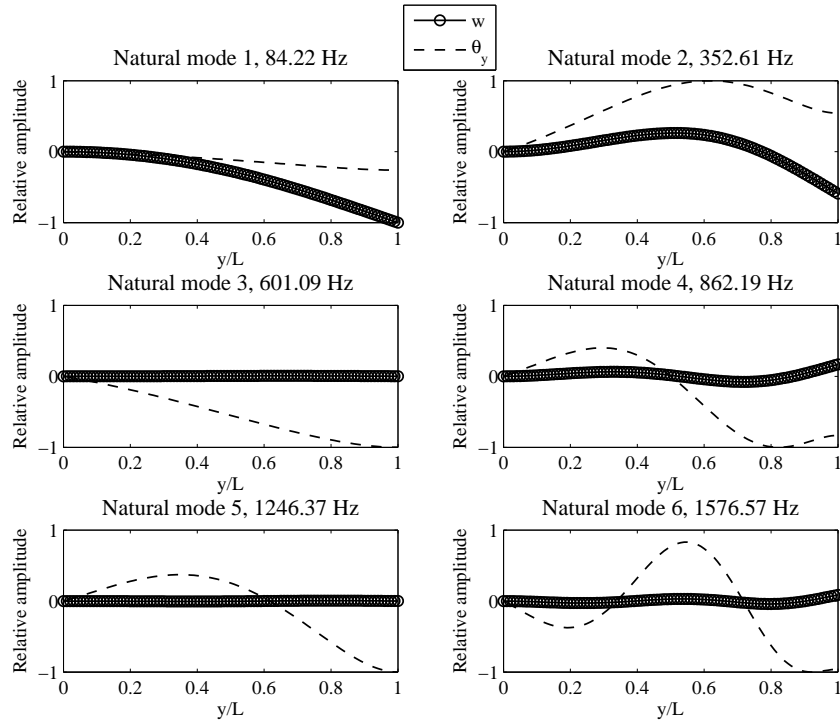 w
θ_y
Natural mode 1, 84.22 Hz
Relative amplitude
1
0
−1
0 0.2 0.4 0.6 0.8 1
y/L
Natural mode 2, 352.61 Hz
Relative amplitude
1
0
−1
0 0.2 0.4 0.6 0.8 1
y/L
Natural mode 3, 601.09 Hz
Relative amplitude
1
0
−1
0 0.2 0.4 0.6 0.8 1
y/L
Natural mode 4, 862.19 Hz
Relative amplitude
1
0
−1
0 0.2 0.4 0.6 0.8 1
y/L
Natural mode 5, 1246.37 Hz
Relative amplitude
1
0
−1
0 0.2 0.4 0.6 0.8 1
y/L
Natural mode 6, 1576.57 Hz
Relative amplitude
1
0
−1
0 0.2 0.4 0.6 0.8 1
y/L